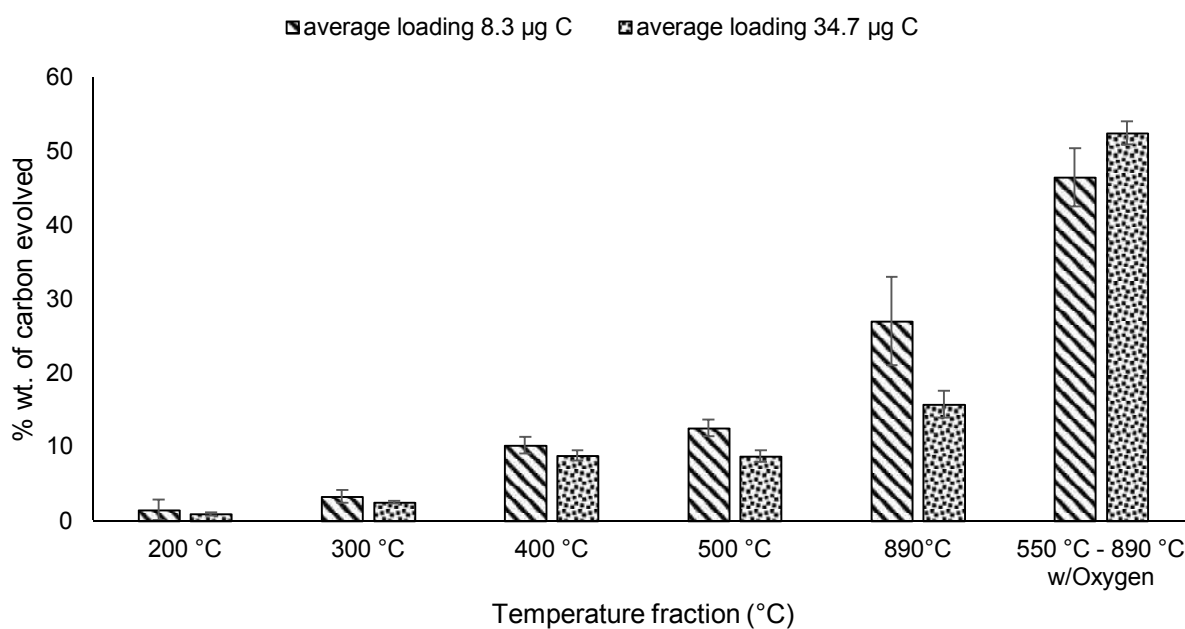 average loading 8.3 µg C average loading 34.7 µg C
60
50
40
30
20
10
0
% wt. of carbon evolved
200 °C 300 °C 400 °C 500 °C 890°C 550 °C - 890 °C
w/Oxygen
Temperature fraction (°C)